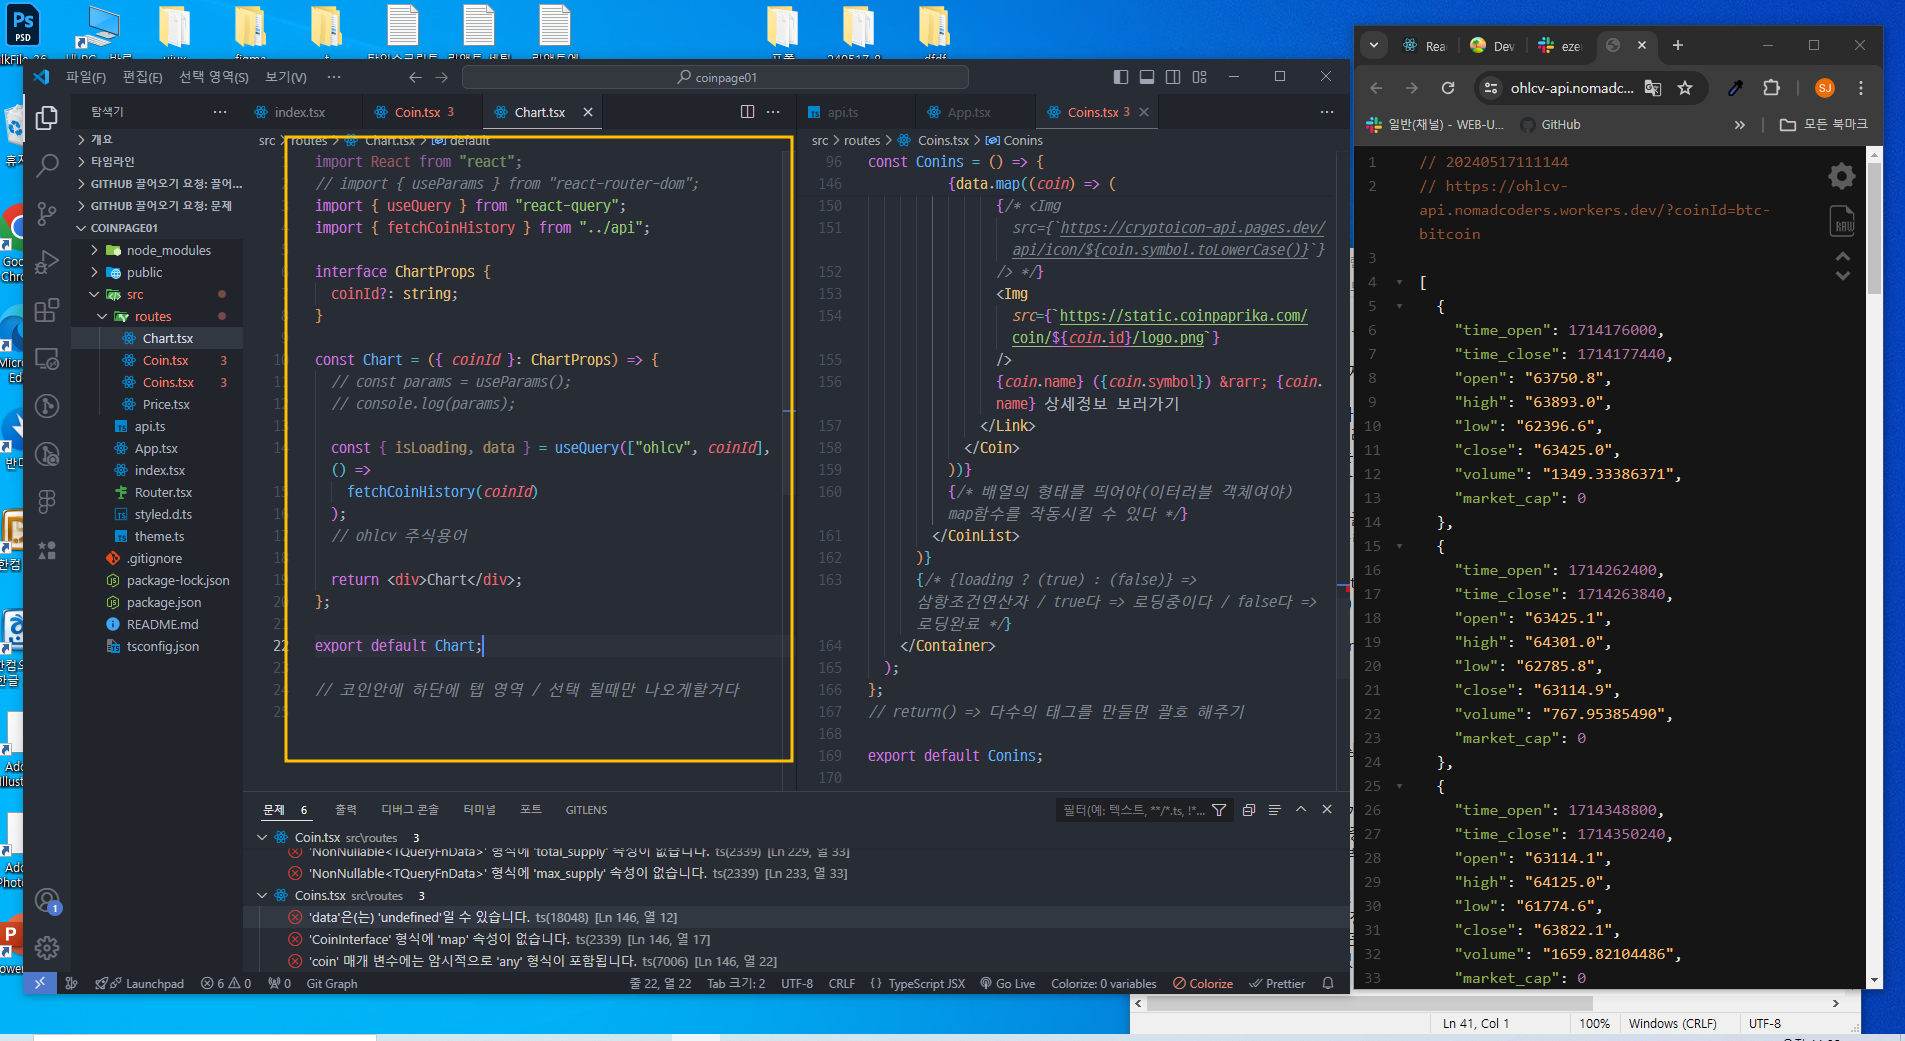 파일(F) 편집(E) 선택 영역(S) 보기(V) ··· coinpage01
탐색기 ···
개요
타임라인
GITHUB 끌어오기 요청: 끌어...
GITHUB 끌어오기 요청: 문제
COINPAGE01
node_modules
public
src
routes
Chart.tsx
Coin.tsx 3
Coins.tsx 3
Price.tsx
api.ts
App.tsx
index.tsx
Router.tsx
styled.d.ts
theme.ts
.gitignore
package-lock.json
package.json
README.md
tsconfig.json
index.tsx Coin.tsx 3 Chart.tsx
src > routes > Chart.tsx > default
import React from "react";
// import { useParams } from "react-router-dom";
import { useQuery } from "react-query";
import { fetchCoinHistory } from "../api";
interface ChartProps {
coinId?: string;
}
const Chart = ({ coinId }: ChartProps) => {
// const params = useParams();
// console.log(params);
const { isLoading, data } = useQuery(["ohlcv", coinId],
() =>
fetchCoinHistory(coinId)
);
// ohlcv 주식용어
return <div>Chart</div>;
};
22 export default Chart;
// 코인안에 하단에 텝 영역 / 선택 될때만 나오게할거다
api.ts App.tsx Coins.tsx 3
src > routes > Coins.tsx > Conins
96 const Conins = () => {
146 {data.map((coin) => (
150 {/* <Img
151 src={`https://cryptoicon-api.pages.dev/
api/icon/${coin.symbol.toLowerCase()}`}
152 /> */}
153 <Img
154 src={`https://static.coinpaprika.com/
coin/${coin.id}/logo.png`}
155 />
156 {coin.name} ({coin.symbol}) &rarr; {coin.
name} 상세정보 보러가기
157 </Link>
158 </Coin>
159 ))}
160 {/* 배열의 형태를 띄어야(이터러블 객체여야)
map함수를 작동시킬 수 있다 */}
161 </CoinList>
162 )}
163 {/* {loading ? (true) : (false)} =>
삼항조건연산자 / true다 => 로딩중이다 / false다 =>
로딩완료 */}
164 </Container>
165 );
166 };
167 // return() => 다수의 태그를 만들면 괄호 해주기
168
169 export default Conins;
170
문제 6 출력 디버그 콘솔 터미널 포트 GITLENS 필터(예: 텍스트, **/*.ts, !*...
Coin.tsx src\routes 3
'NonNullable<TQueryFnData>' 형식에 'total_supply' 속성이 없습니다. ts(2339) [Ln 229, 열 33]
'NonNullable<TQueryFnData>' 형식에 'max_supply' 속성이 없습니다. ts(2339) [Ln 233, 열 33]
Coins.tsx src\routes 3
'data'은(는) 'undefined'일 수 있습니다. ts(18048) [Ln 146, 열 12]
'CoinInterface' 형식에 'map' 속성이 없습니다. ts(2339) [Ln 146, 열 17]
'coin' 매개 변수에는 암시적으로 'any' 형식이 포함됩니다. ts(7006) [Ln 146, 열 22]
Launchpad 6 0 0 Git Graph 줄 22, 열 22 Tab 크기: 2 UTF-8 CRLF {} TypeScript JSX Go Live Colorize: 0 variables Colorize Prettier
Rea Dev eze
ohlcv-api.nomadc... SJ
일반(채널) - WEB-U... GitHub » 모든 북마크
1 // 20240517111144
2 // https://ohlcv-
api.nomadcoders.workers.dev/?coinId=btc-
bitcoin
3
4 [
5 {
6 "time_open": 1714176000,
7 "time_close": 1714177440,
8 "open": "63750.8",
9 "high": "63893.0",
10 "low": "62396.6",
11 "close": "63425.0",
12 "volume": "1349.33386371",
13 "market_cap": 0
14 },
15 {
16 "time_open": 1714262400,
17 "time_close": 1714263840,
18 "open": "63425.1",
19 "high": "64301.0",
20 "low": "62785.8",
21 "close": "63114.9",
22 "volume": "767.95385490",
23 "market_cap": 0
24 },
25 {
26 "time_open": 1714348800,
27 "time_close": 1714350240,
28 "open": "63114.1",
29 "high": "64125.0",
30 "low": "61774.6",
31 "close": "63822.1",
32 "volume": "1659.82104486",
33 "market_cap": 0
RAW
Ln 41, Col 1 100% Windows (CRLF) UTF-8
Ps
PSD